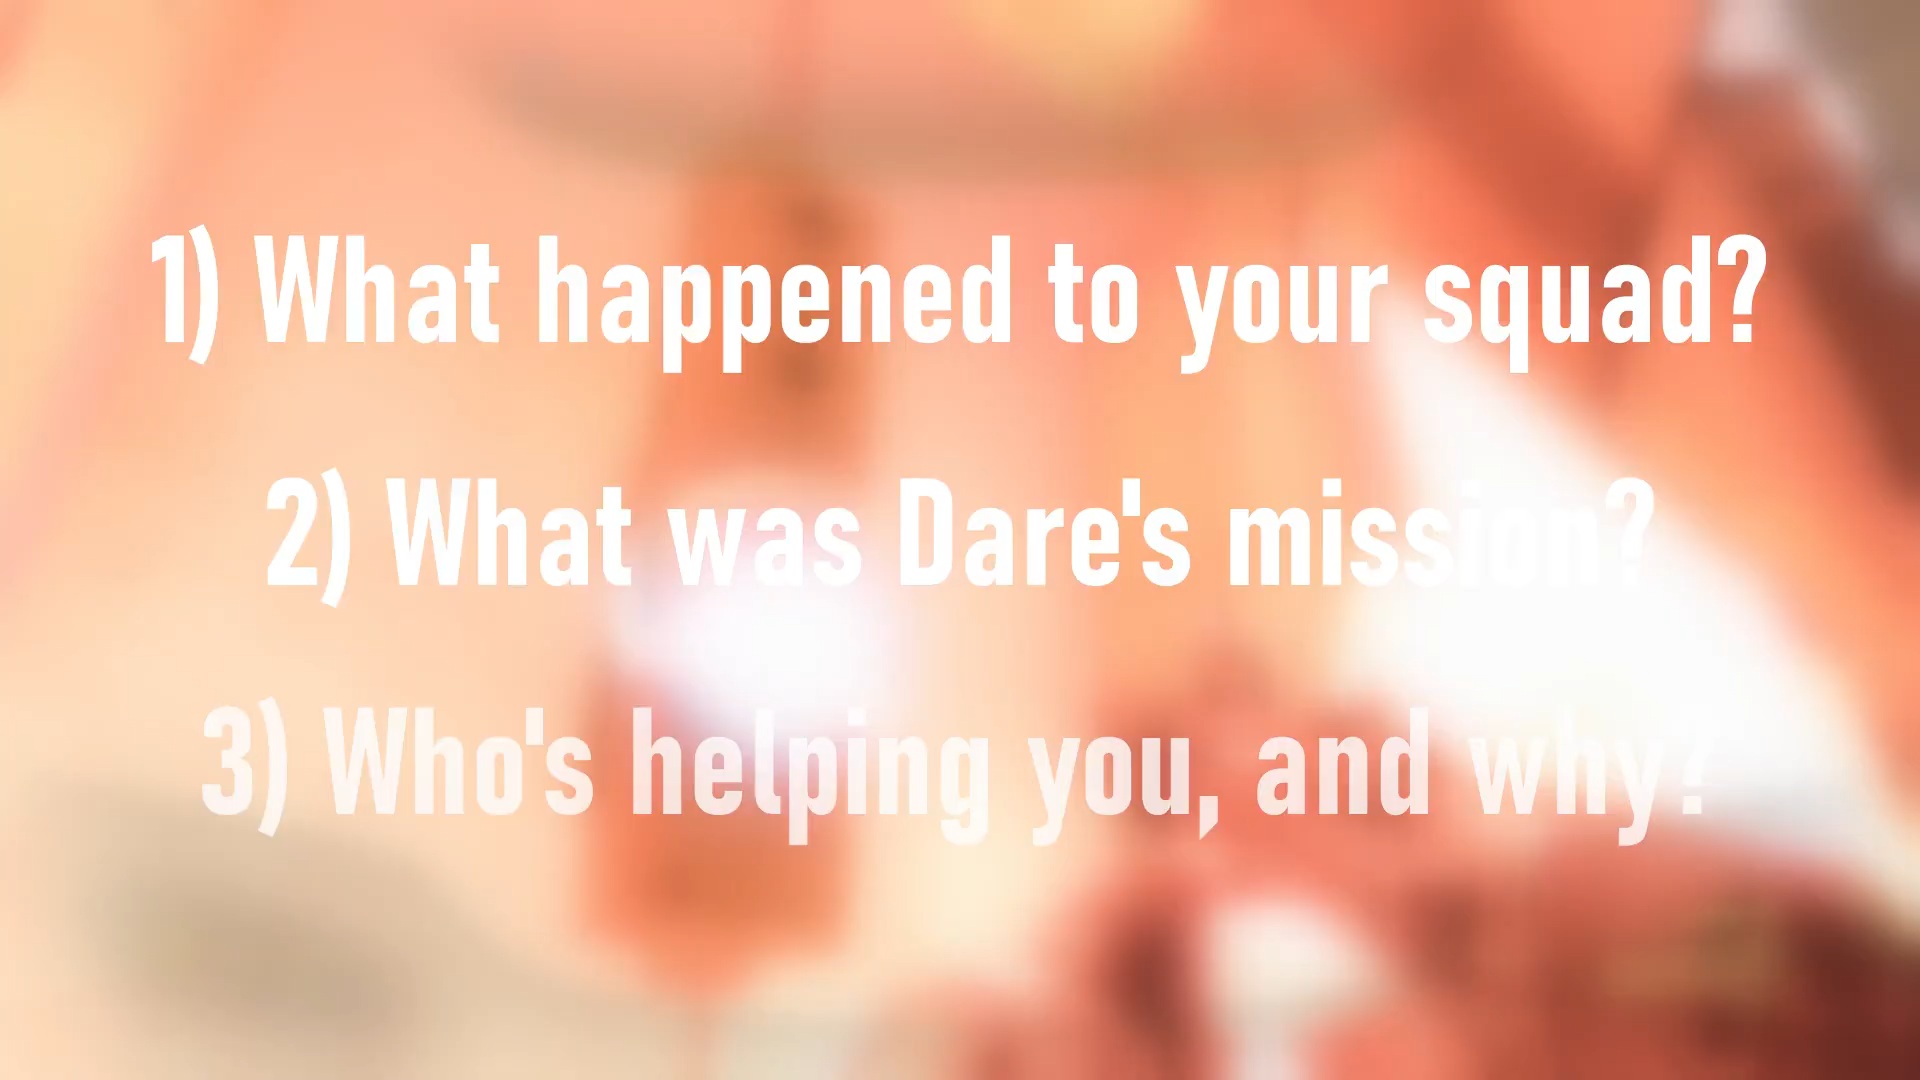 1) What happened to your squad?
2) What was Dare's mission?
3) Who's helping you, and why?